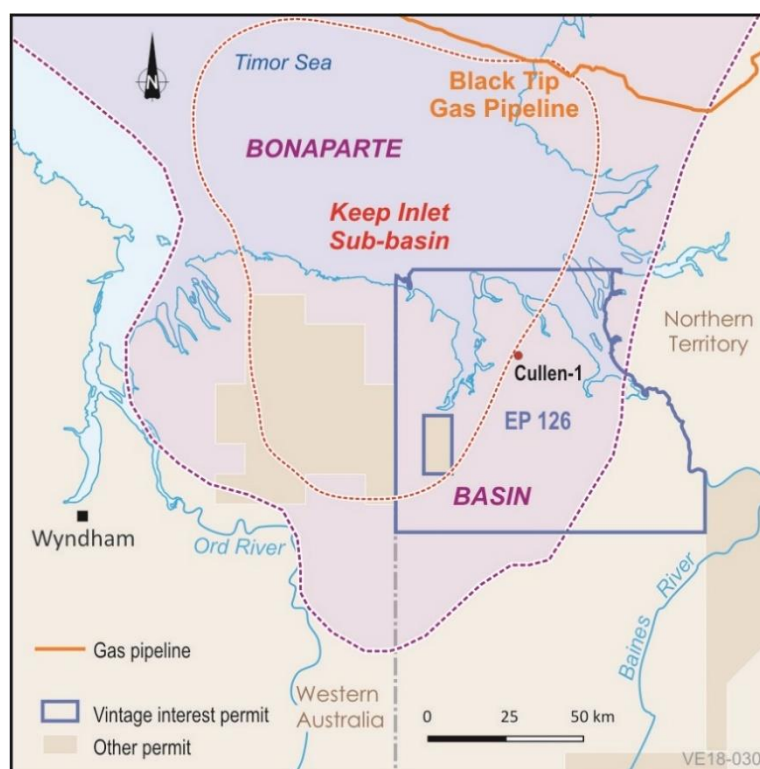 N
Timor Sea
Black Tip
Gas Pipeline
BONAPARTE
Keep Inlet
Sub-basin
Northern
Territory
Cullen-1
EP 126
BASIN
Wyndham
Ord River
Baines River
Gas pipeline
Vintage interest permit
Other permit
Western
Australia
0 25 50 km
VE18-030